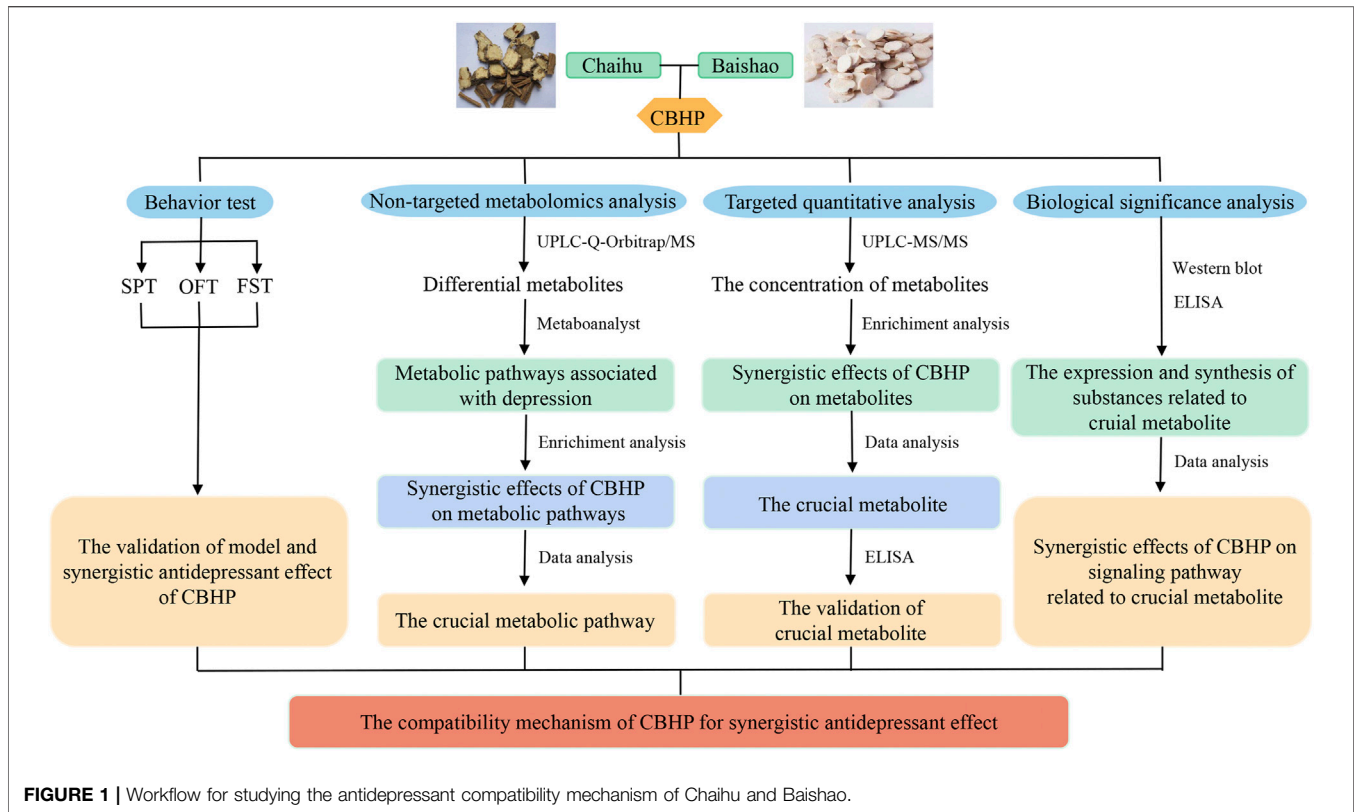 Chaihu
Baishao
CBHP
Behavior test
Non-targeted metabolomics analysis
Targeted quantitative analysis
Biological significance analysis
SPT
OFT
FST
The validation of model and
synergistic antidepressant effect
of CBHP
UPLC-Q-Orbitrap/MS
Differential metabolites
Metaboanalyst
Metabolic pathways associated
with depression
Enrichiment analysis
Synergistic effects of CBHP
on metabolic pathways
Data analysis
The crucial metabolic pathway
UPLC-MS/MS
The concentration of metabolites
Enrichiment analysis
Synergistic effects of CBHP
on metabolites
Data analysis
The crucial metabolite
ELISA
The validation of
crucial metabolite
Western blot
ELISA
The expression and synthesis of
substances related to
cruial metabolite
Data analysis
Synergistic effects of CBHP on
signaling pathway
related to crucial metabolite
The compatibility mechanism of CBHP for synergistic antidepressant effect
FIGURE 1 | Workflow for studying the antidepressant compatibility mechanism of Chaihu and Baishao.